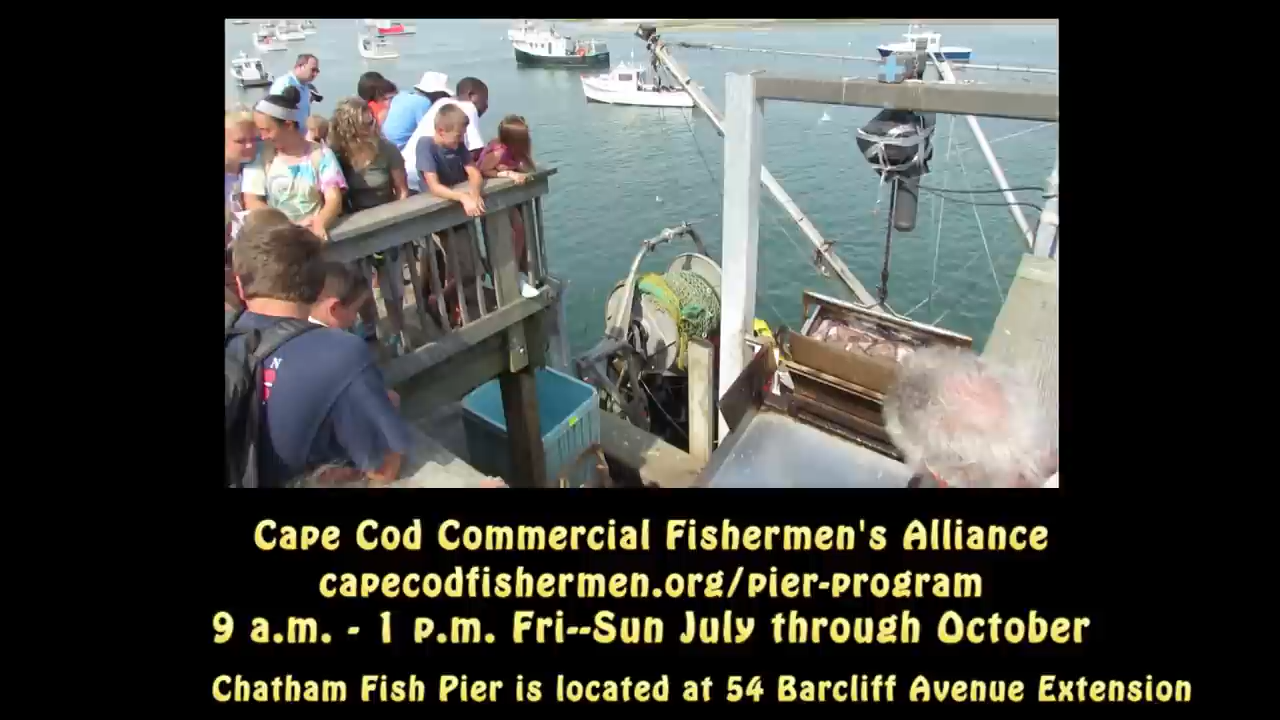 Cape Cod Commercial Fishermen's Alliance
capecodfishermen.org/pier-program
9 a.m. - 1 p.m. Fri--Sun July through October
Chatham Fish Pier is located at 54 Barcliff Avenue Extension